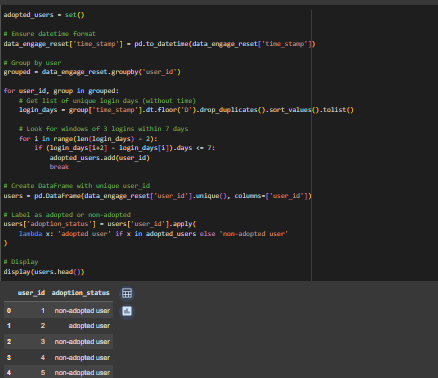 adopted_users = set()

# Ensure datetime format
data_engage_reset['time_stamp'] = pd.to_datetime(data_engage_reset['time_stamp'])

# Group by user
grouped = data_engage_reset.groupby('user_id')

for user_id, group in grouped:
    # Get list of unique login days (without time)
    login_days = group['time_stamp'].dt.floor('D').drop_duplicates().sort_values().tolist()

    # Look for windows of 3 logins within 7 days
    for i in range(len(login_days) - 2):
        if (login_days[i+2] - login_days[i]).days <= 7:
            adopted_users.add(user_id)
            break

# Create DataFrame with unique user_id
users = pd.DataFrame(data_engage_reset['user_id'].unique(), columns=['user_id'])

# Label as adopted or non-adopted
users['adoption_status'] = users['user_id'].apply(
    lambda x: 'adopted user' if x in adopted_users else 'non-adopted user'
)

# Display
display(users.head())
user_id adoption_status
0 1 non-adopted user
1 2 adopted user
2 3 non-adopted user
3 4 non-adopted user
4 5 non-adopted user